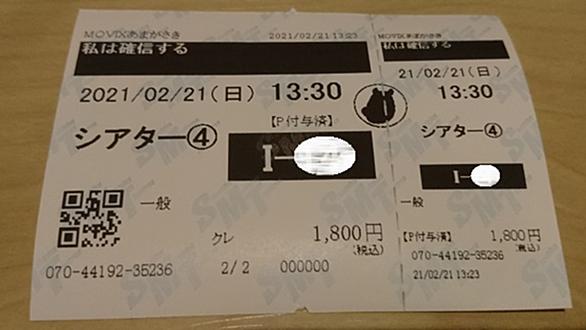 MOVIXあまがさき 2021/02/21 13:23
私は確信する
2021/02/21(日) 13:30
【P付与済】
シアター④
I-
一般
クレ 1,800円
(税込)
070-44192-35236 2/2 000000
MOVIXあまがさき
私は確信する
21/02/21(日)
13:30
シアター④
I-
一般
【P付与済】 1,800円
(税込)
070-44192-35236
21/02/21 13:23